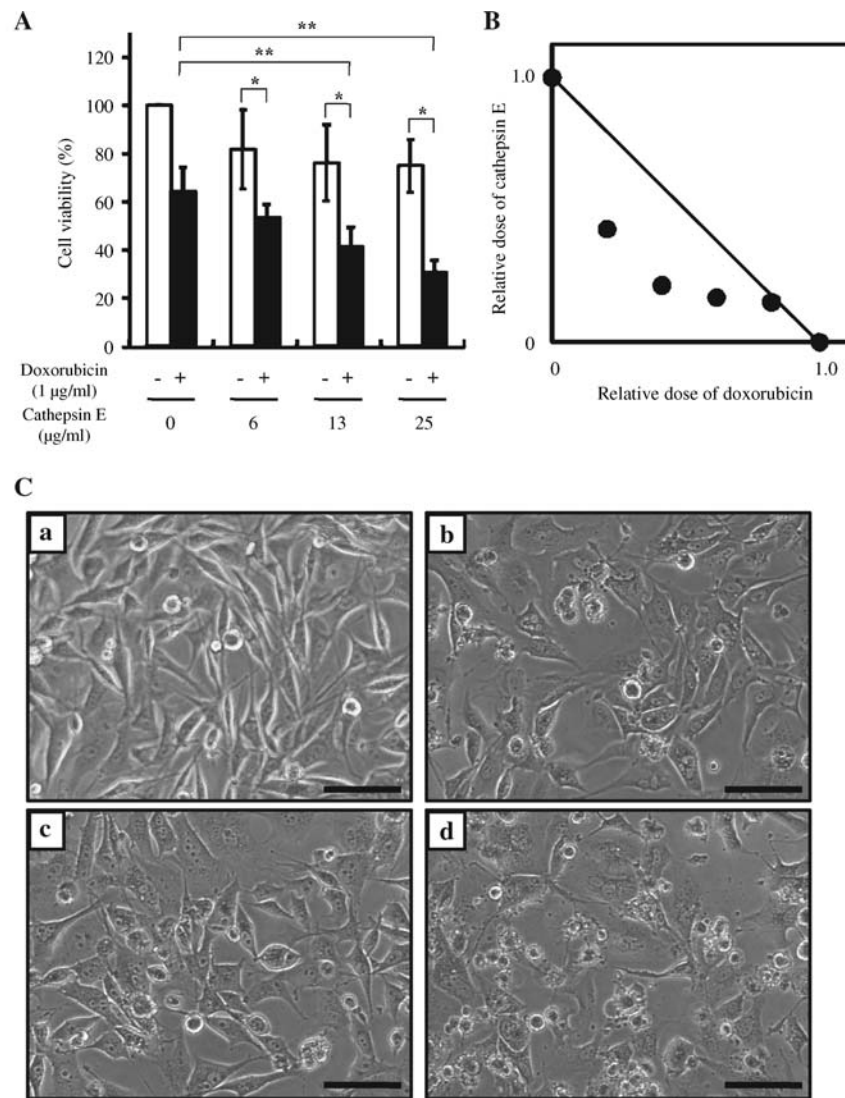 A
**
**
*
*
*
120
100
80
60
40
20
0
Cell viability (%)
Doxorubicin
(1 µg/ml)
- + - + - + - +
Cathepsin E
(µg/ml)
0 6 13 25
B
1.0
0
Relative dose of cathepsin E
0 1.0
Relative dose of doxorubicin
C
a
b
c
d